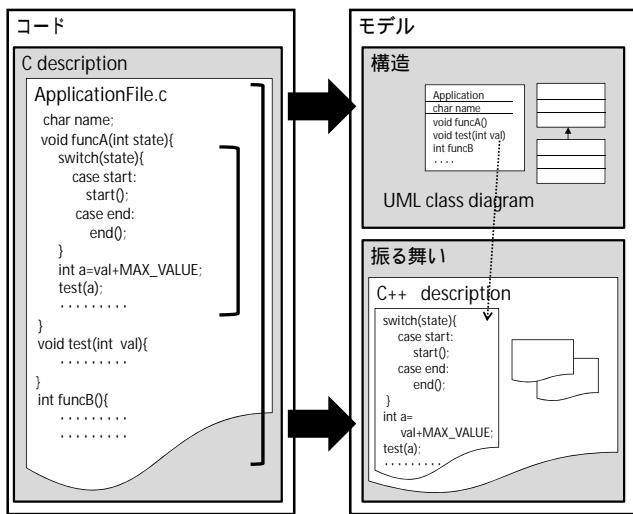 コード
C description
ApplicationFile.c
char name;
void funcA(int state){
switch(state){
case start:
start();
case end:
end();
}
int a=val+MAX_VALUE;
test(a);
.........
}
void test(int val){
.........
}
int funcB(){
.........
.........
モデル
構造
Application
char name
void funcA()
void test(int val)
int funcB
....
UML class diagram
振る舞い
C++ description
switch(state){
case start:
start();
case end:
end();
}
int a=
val+MAX_VALUE;
test(a);
.........